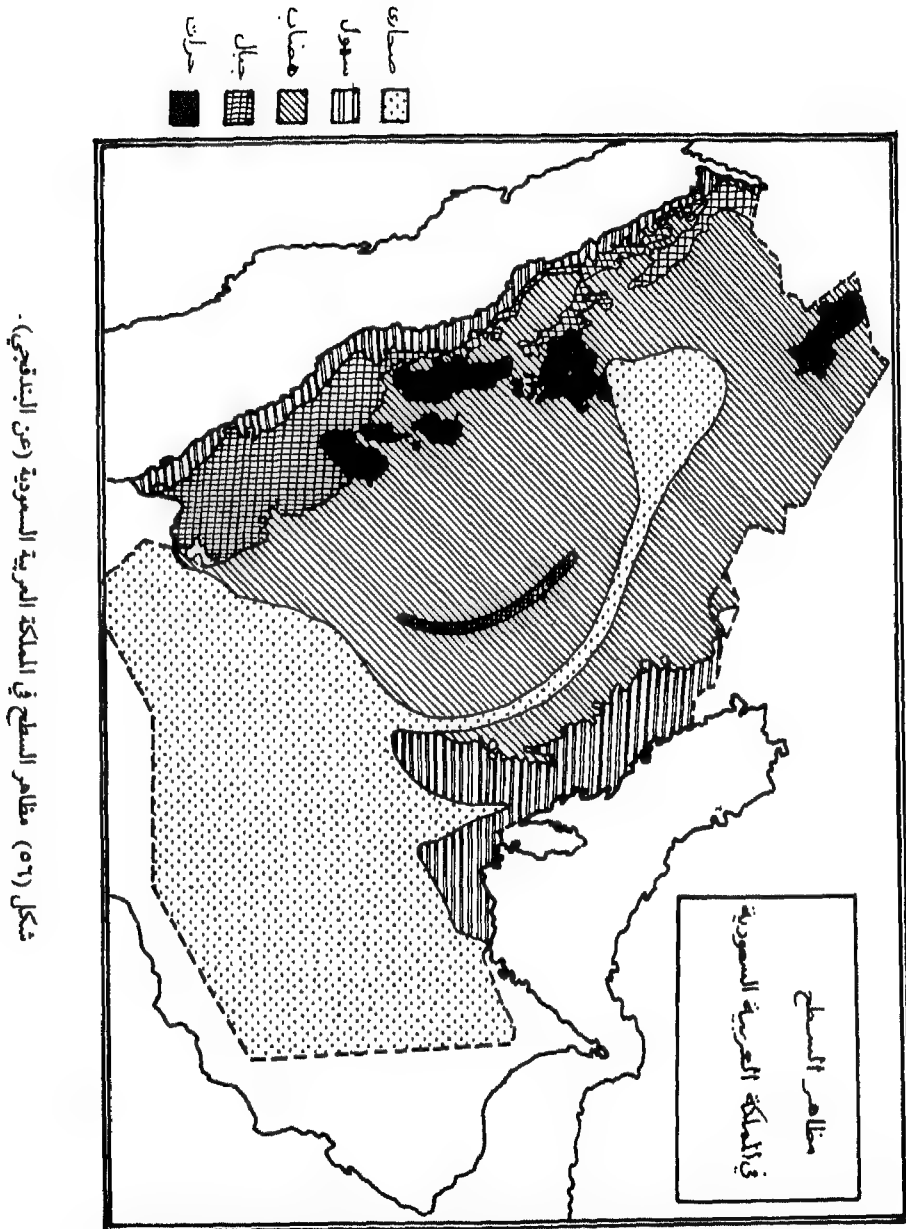 مظاهر السطح
في المملكة العربية السعودية
صحارى
سهول
هضاب
جبال
حرات
شكل (٥٦) مظاهر السطح في المملكة العربية السعودية (عن البندقجي).